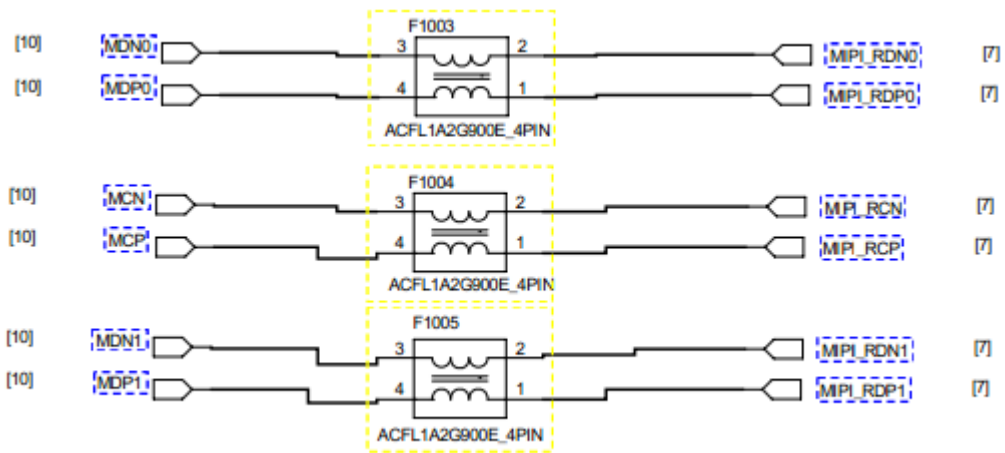 F1003
[10] MDN0 3 2 MIPI_RDN0 [7]
[10] MDP0 4 1 MIPI_RDP0 [7]
ACFL1A2G900E_4PIN
F1004
[10] MCN 3 2 MIPI_RCN [7]
[10] MCP 4 1 MIPI_RCP [7]
ACFL1A2G900E_4PIN
F1005
[10] MDN1 3 2 MIPI_RDN1 [7]
[10] MDP1 4 1 MIPI_RDP1 [7]
ACFL1A2G900E_4PIN